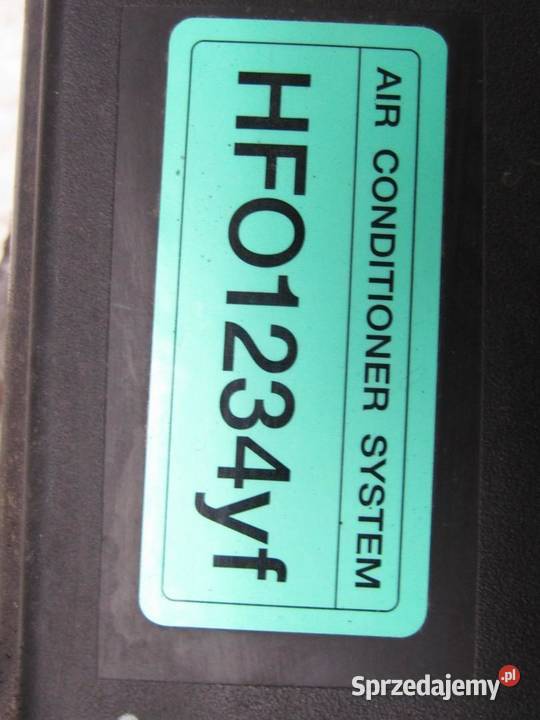 AIR CONDITIONER SYSTEM
HFO1234yf
Sprzedajemy.pl